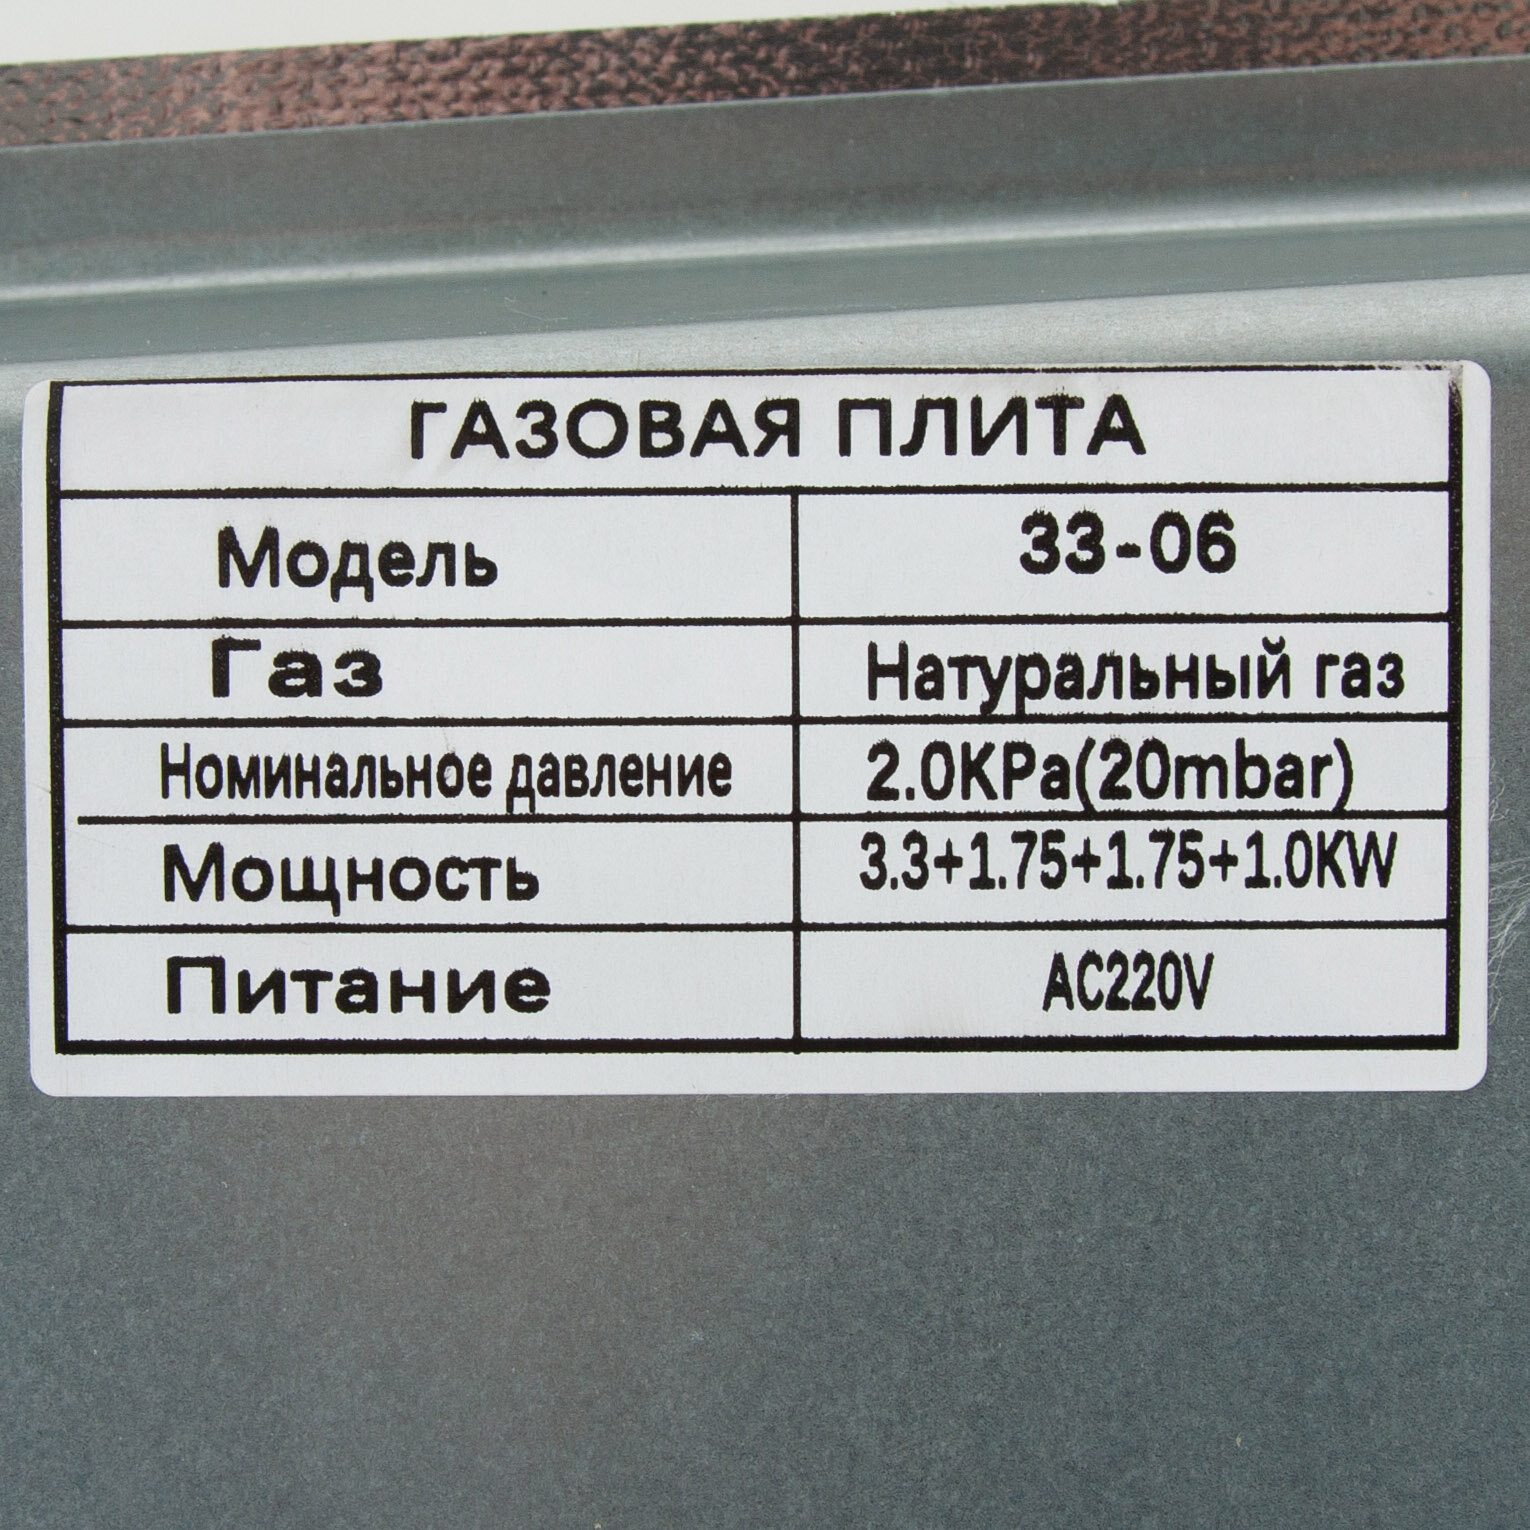 ГАЗОВАЯ ПЛИТА
Модель 33-06
Газ Натуральный газ
Номинальное давление 2.0KPa(20mbar)
Мощность 3.3+1.75+1.75+1.0KW
Питание AC220V